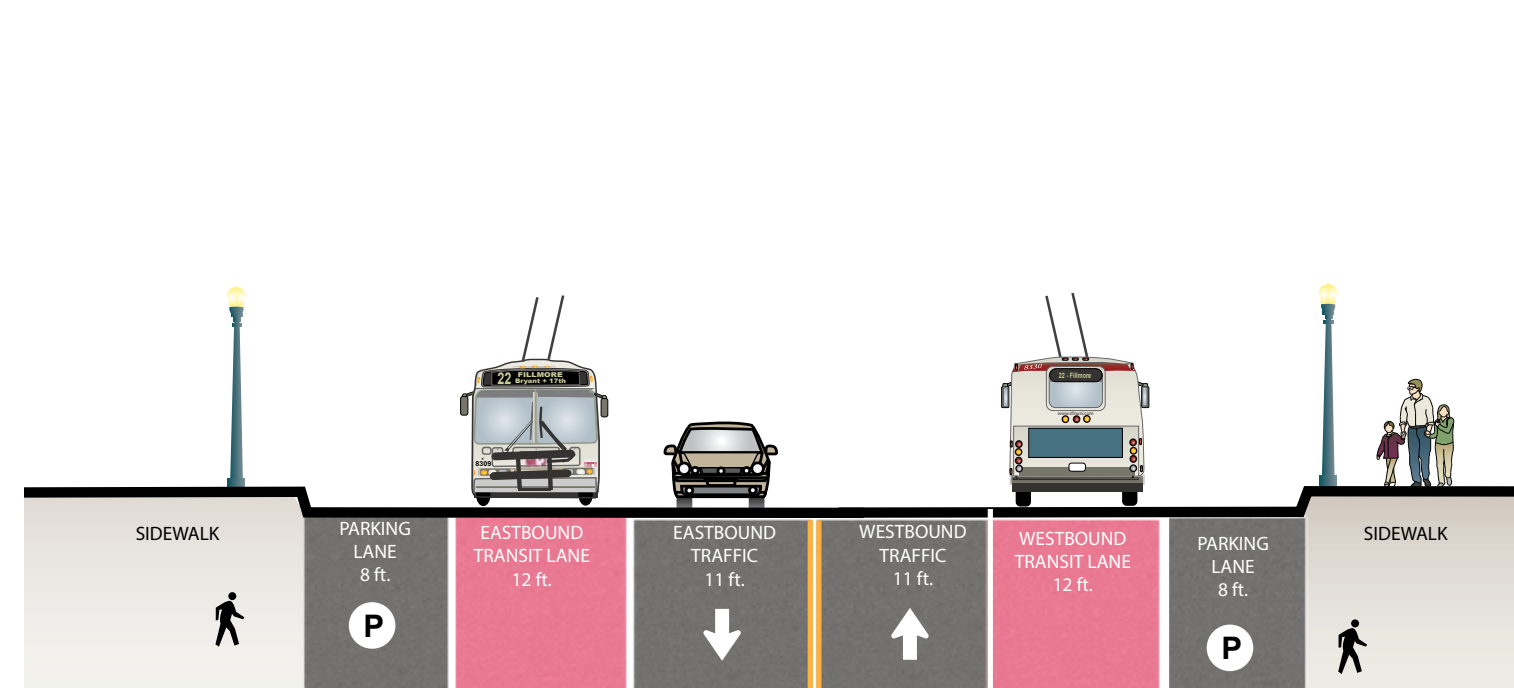 22 FILLMORE
Bryant + 17th
8309
8330
22 - Fillmore
SIDEWALK
PARKING
LANE
8 ft.
P
EASTBOUND
TRANSIT LANE
12 ft.
EASTBOUND
TRAFFIC
11 ft.
WESTBOUND
TRAFFIC
11 ft.
WESTBOUND
TRANSIT LANE
12 ft.
PARKING
LANE
8 ft.
P
SIDEWALK